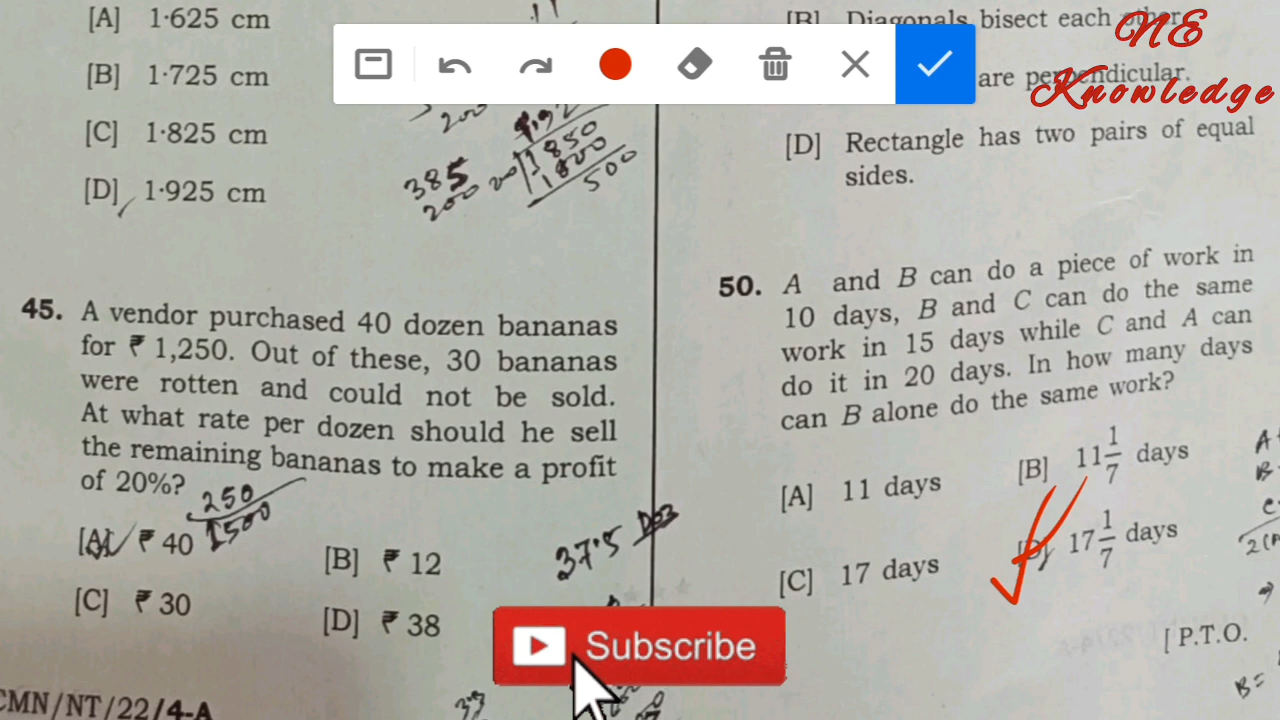 [A] 1·625 cm
[B] 1·725 cm
[C] 1·825 cm
[D] 1·925 cm
200
385
200
1850
1800
500
45. A vendor purchased 40 dozen bananas
for ₹ 1,250. Out of these, 30 bananas
were rotten and could not be sold.
At what rate per dozen should he sell
the remaining bananas to make a profit
of 20%?
250
1500
[A] ₹ 40
[B] ₹ 12
37.5
[C] ₹ 30
[D] ₹ 38
CMN/NT/22/4-A
[B] Diagonals bisect each other.
are perpendicular.
[D] Rectangle has two pairs of equal
sides.
50. A and B can do a piece of work in
10 days, B and C can do the same
work in 15 days while C and A can
do it in 20 days. In how many days
can B alone do the same work?
[A] 11 days
[B] 11 1/7 days
[C] 17 days
[D] 17 1/7 days
[ P.T.O.
B=
NE
Knowledge
Subscribe